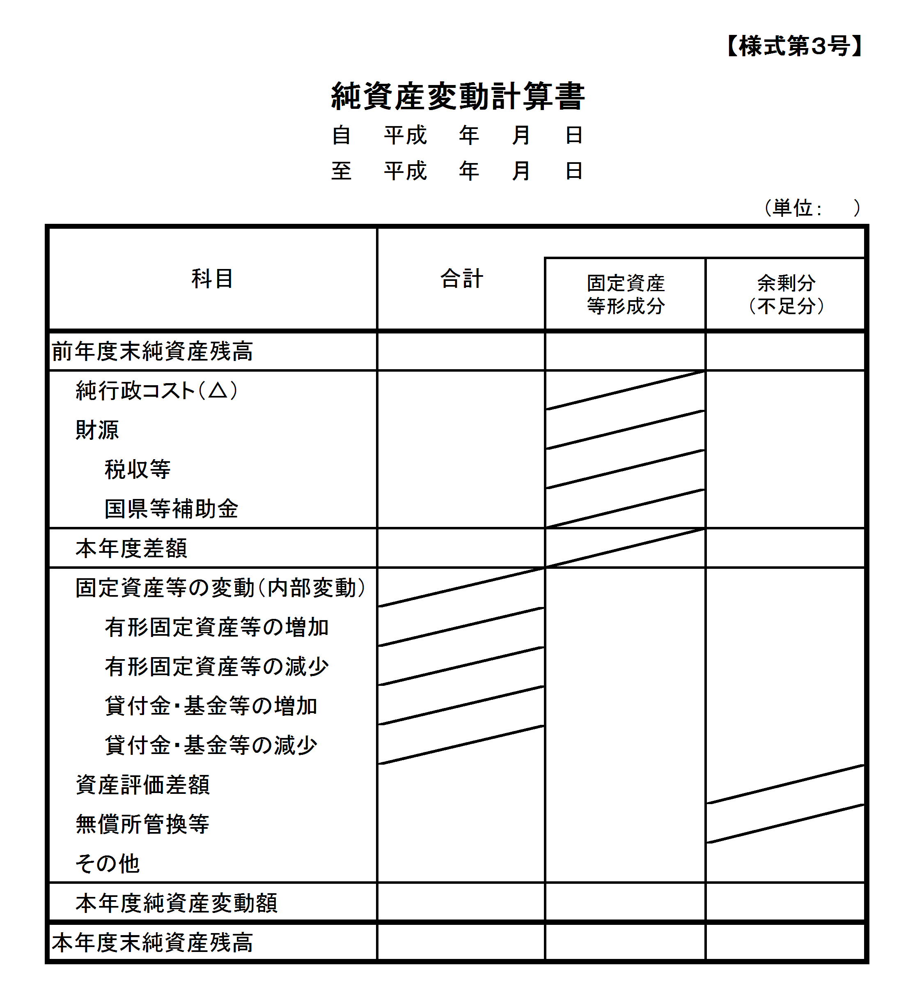 【様式第3号】
純資産変動計算書
自　平成　年　月　日
至　平成　年　月　日
（単位：　）
科目
合計
固定資産
等形成分
余剰分
（不足分）
前年度末純資産残高
純行政コスト（△）
財源
税収等
国県等補助金
本年度差額
固定資産等の変動（内部変動）
有形固定資産等の増加
有形固定資産等の減少
貸付金・基金等の増加
貸付金・基金等の減少
資産評価差額
無償所管換等
その他
本年度純資産変動額
本年度末純資産残高